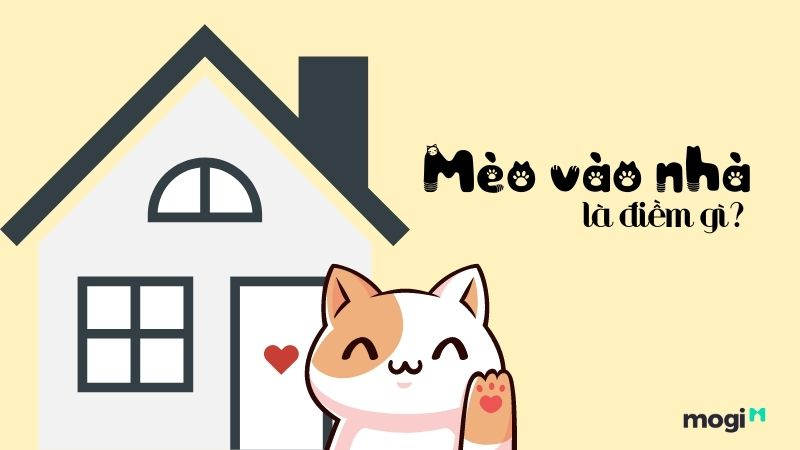 Mèo vào nhà
là điềm gì?
mogi